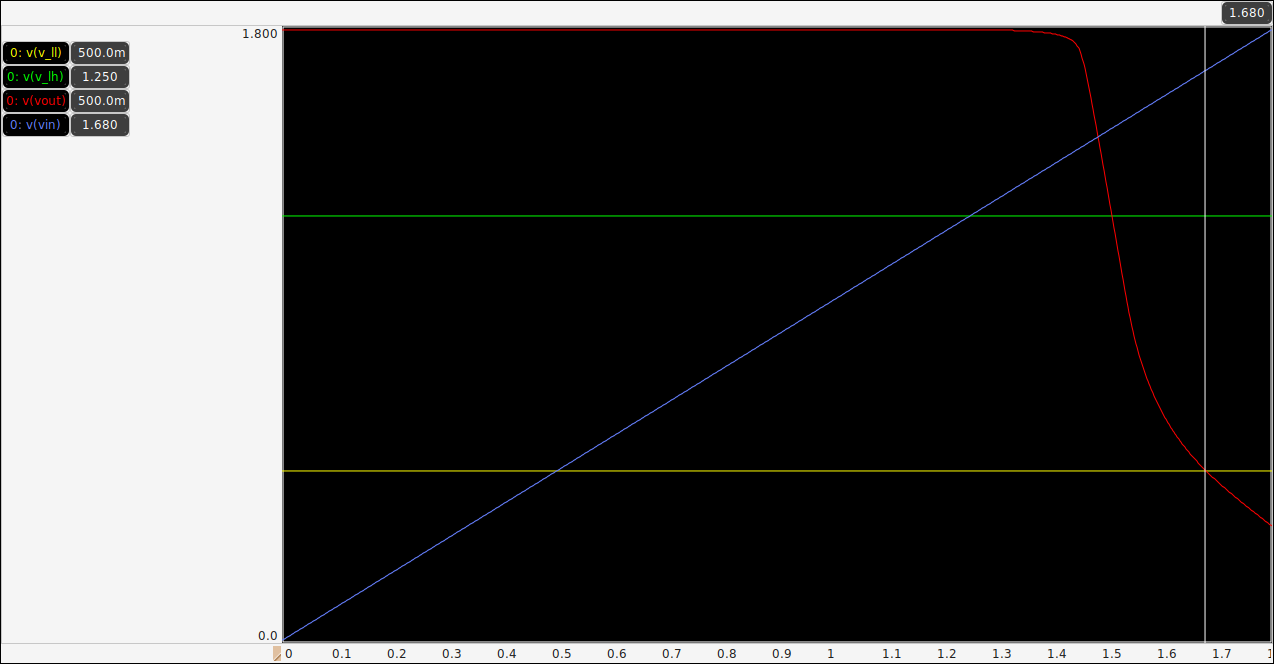 1.680
1.800
0: v(v_ll) 500.0m
0: v(v_lh) 1.250
0: v(vout) 500.0m
0: v(vin) 1.680
0.0
0 0.1 0.2 0.3 0.4 0.5 0.6 0.7 0.8 0.9 1 1.1 1.2 1.3 1.4 1.5 1.6 1.7